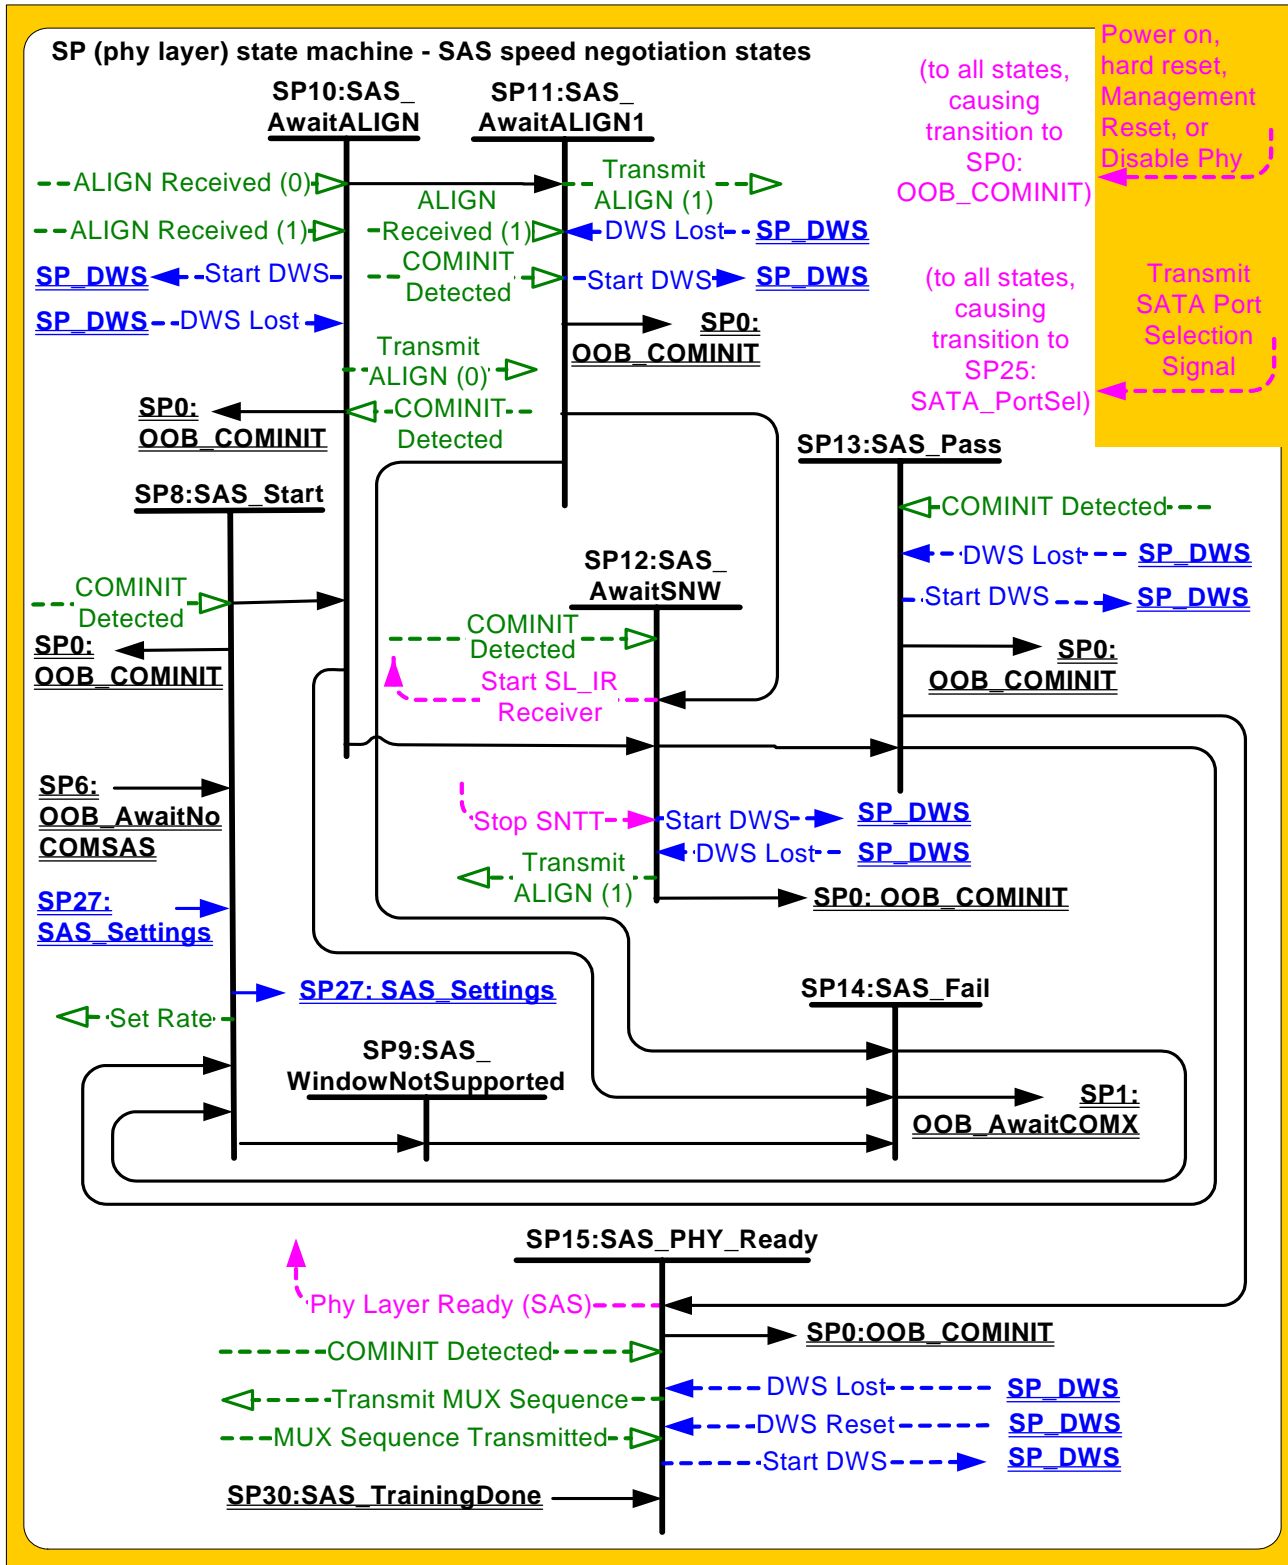 SP (phy layer) state machine - SAS speed negotiation states
Power on,
hard reset,
Management
Reset, or
Disable Phy
(to all states,
causing
transition to
SP0:
OOB_COMINIT)
Transmit
SATA Port
Selection
Signal
(to all states,
causing
transition to
SP25:
SATA_PortSel)
SP10:SAS_
AwaitALIGN
ALIGN Received (0)
ALIGN Received (1)
SP_DWS
Start DWS
SP_DWS
DWS Lost
Transmit
ALIGN (0)
COMINIT
Detected
SP0:
OOB_COMINIT
SP11:SAS_
AwaitALIGN1
Transmit
ALIGN (1)
ALIGN
Received (1)
DWS Lost
SP_DWS
COMINIT
Detected
Start DWS
SP_DWS
SP0:
OOB_COMINIT
SP13:SAS_Pass
COMINIT Detected
DWS Lost
SP_DWS
Start DWS
SP_DWS
SP0:
OOB_COMINIT
SP8:SAS_Start
COMINIT
Detected
SP0:
OOB_COMINIT
SP6:
OOB_AwaitNo
COMSAS
SP27:
SAS_Settings
SP27: SAS_Settings
Set Rate
SP12:SAS_
AwaitSNW
COMINIT
Detected
Start SL_IR
Receiver
Stop SNTT
Start DWS
SP_DWS
DWS Lost
SP_DWS
Transmit
ALIGN (1)
SP0: OOB_COMINIT
SP9:SAS_
WindowNotSupported
SP14:SAS_Fail
SP1:
OOB_AwaitCOMX
SP15:SAS_PHY_Ready
Phy Layer Ready (SAS)
SP0:OOB_COMINIT
COMINIT Detected
DWS Lost
SP_DWS
Transmit MUX Sequence
DWS Reset
SP_DWS
MUX Sequence Transmitted
Start DWS
SP_DWS
SP30:SAS_TrainingDone